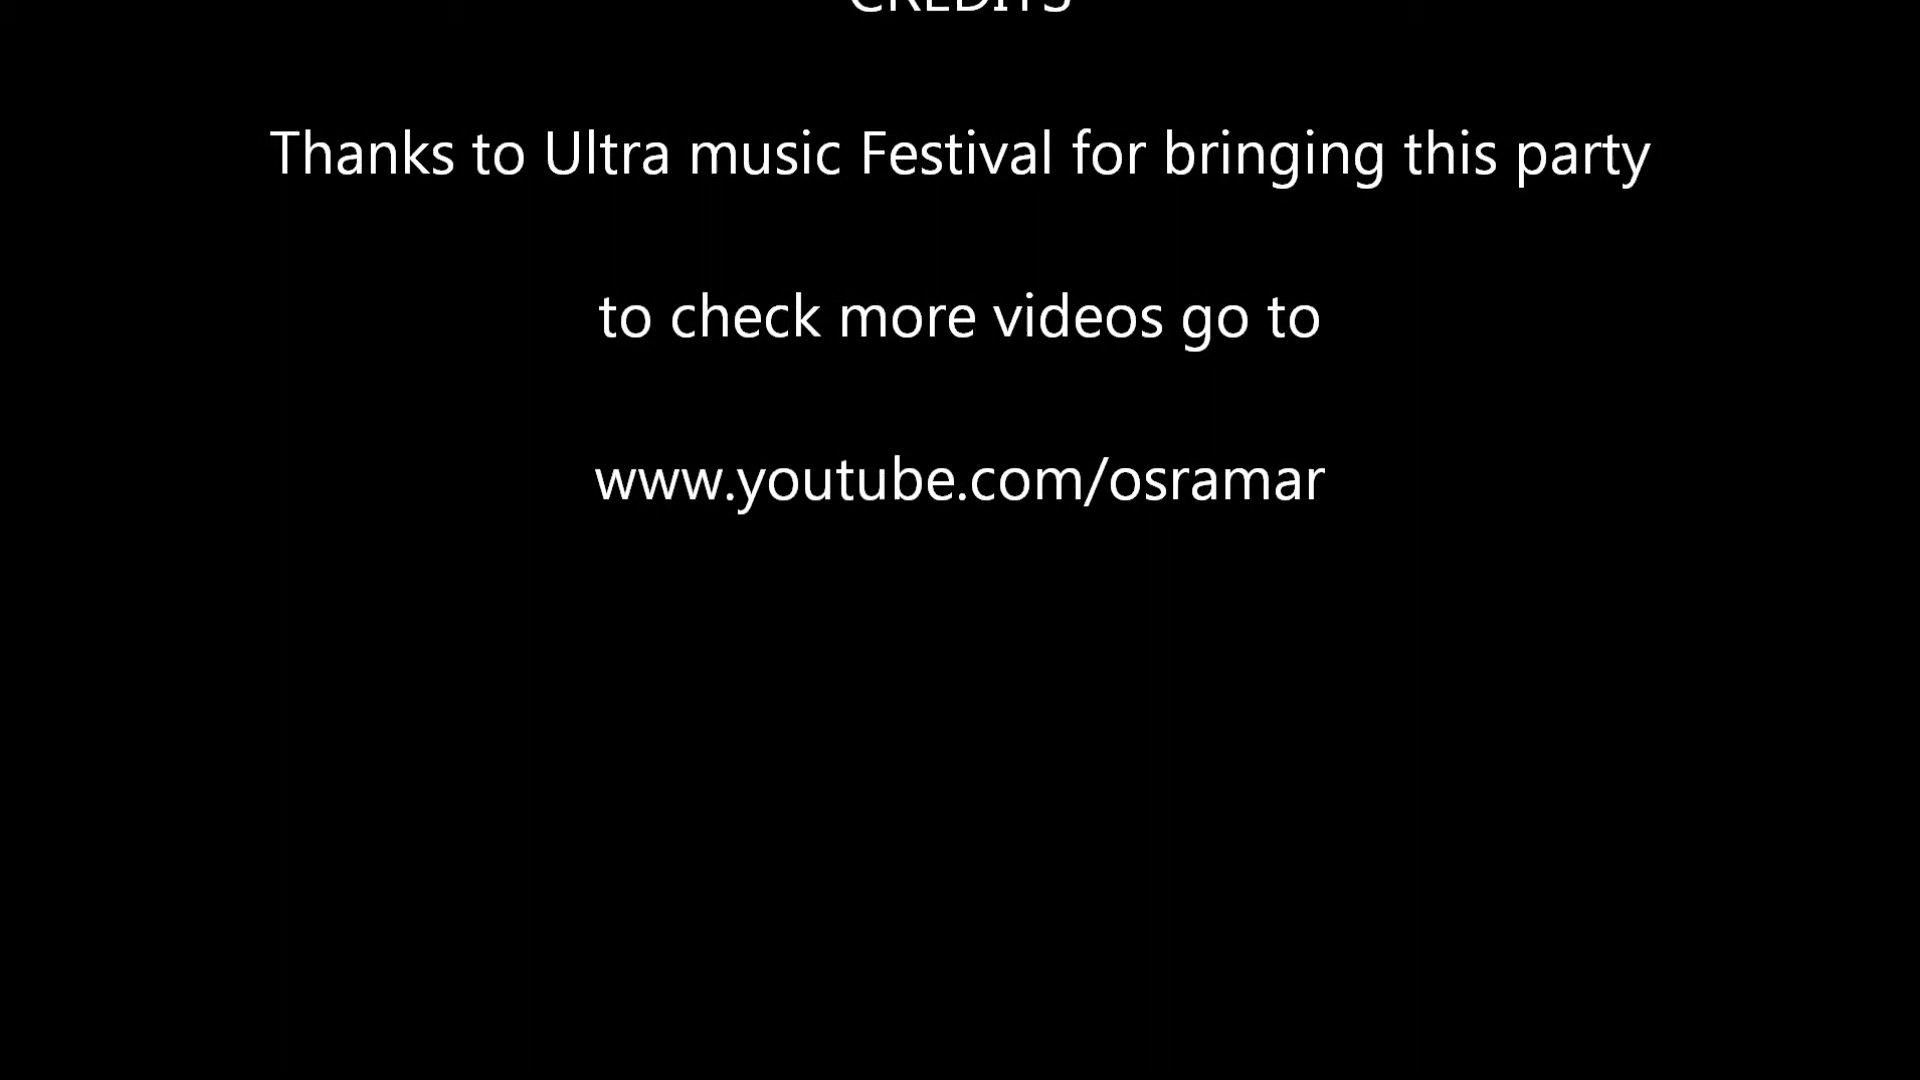 CREDITS
Thanks to Ultra music Festival for bringing this party
to check more videos go to
www.youtube.com/osramar